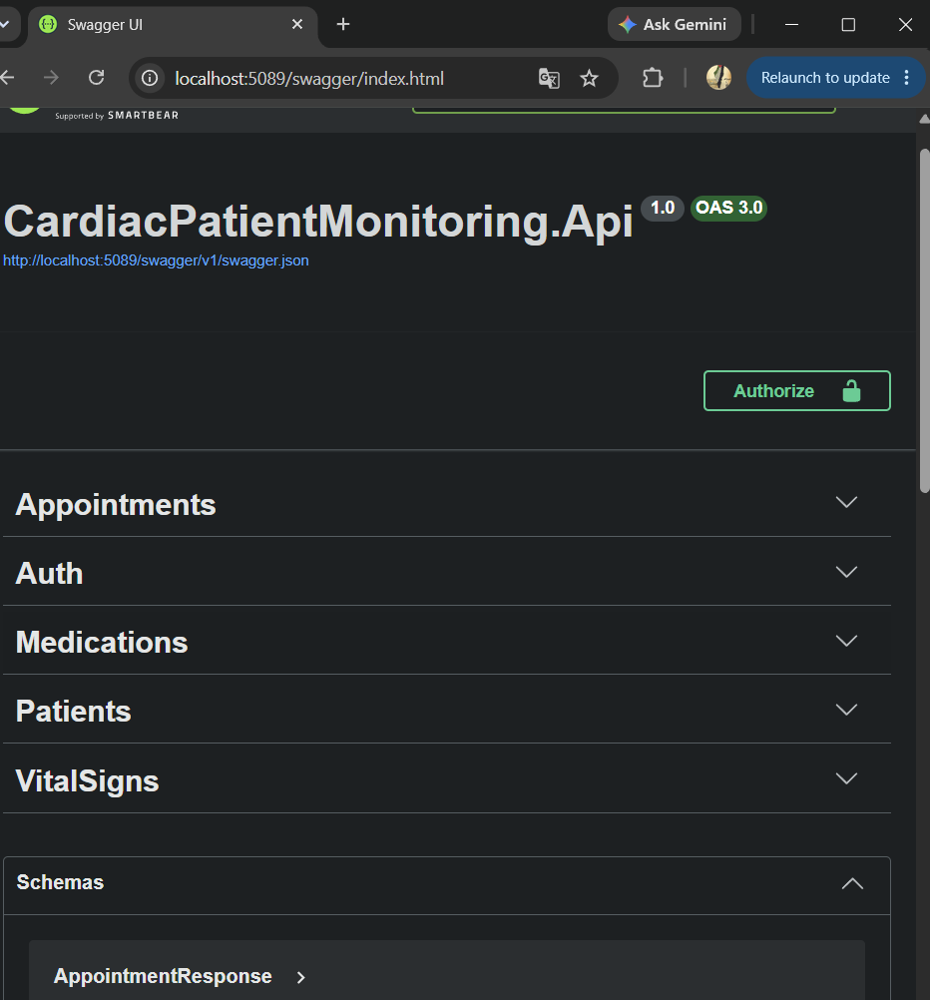 Swagger UI
Ask Gemini
localhost:5089/swagger/index.html
Relaunch to update
Supported by SMARTBEAR
CardiacPatientMonitoring.Api 1.0 OAS 3.0
http://localhost:5089/swagger/v1/swagger.json
Authorize
Appointments
Auth
Medications
Patients
VitalSigns
Schemas
AppointmentResponse